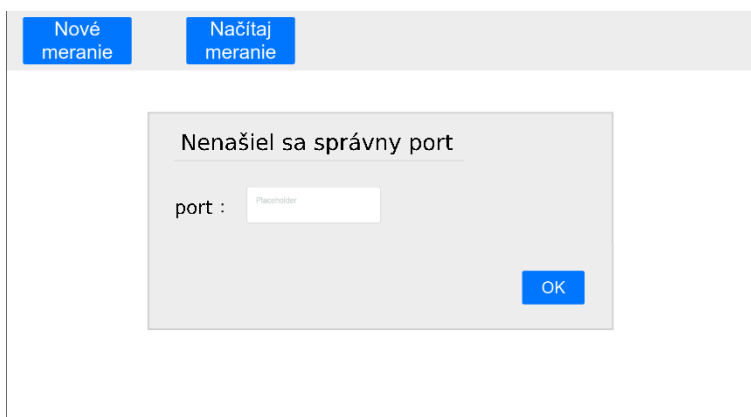 Nové
meranie
Načítaj
meranie
Nenašiel sa správny port
port :
Placeholder
OK